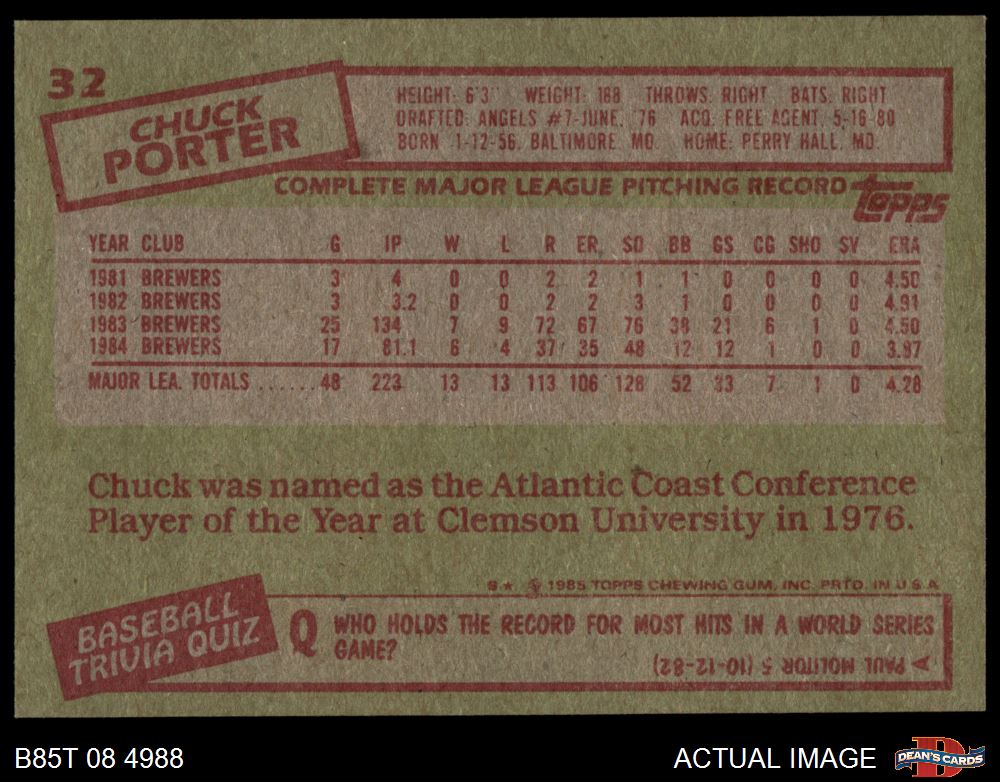 32
CHUCK
PORTER
HEIGHT: 6'3" WEIGHT: 188 THROWS: RIGHT BATS: RIGHT
DRAFTED: ANGELS #7-JUNE, '76 ACQ. FREE AGENT, 5-16-80
BORN 1-12-56, BALTIMORE, MD. HOME: PERRY HALL, MD.
COMPLETE MAJOR LEAGUE PITCHING RECORD topps
YEAR CLUB G IP W L R ER. SO BB GS CG SHO SV ERA
1981 BREWERS 3 4 0 0 2 2 1 1 0 0 0 0 4.50
1982 BREWERS 3 3.2 0 0 2 2 3 1 0 0 0 0 4.91
1983 BREWERS 25 134 7 9 72 67 76 38 21 6 1 0 4.50
1984 BREWERS 17 81.1 6 4 37 35 48 12 12 1 0 0 3.87
MAJOR LEA. TOTALS ...... 48 223 13 13 113 106 128 52 33 7 1 0 4.28
Chuck was named as the Atlantic Coast Conference
Player of the Year at Clemson University in 1976.
© 1985 TOPPS CHEWING GUM, INC. PRTD. IN U.S.A.
BASEBALL
TRIVIA QUIZ
Q WHO HOLDS THE RECORD FOR MOST HITS IN A WORLD SERIES
GAME?
A PAUL MOLITOR 5 (10-12-82)
B85T 08 4988
ACTUAL IMAGE
DEAN'S CARDS